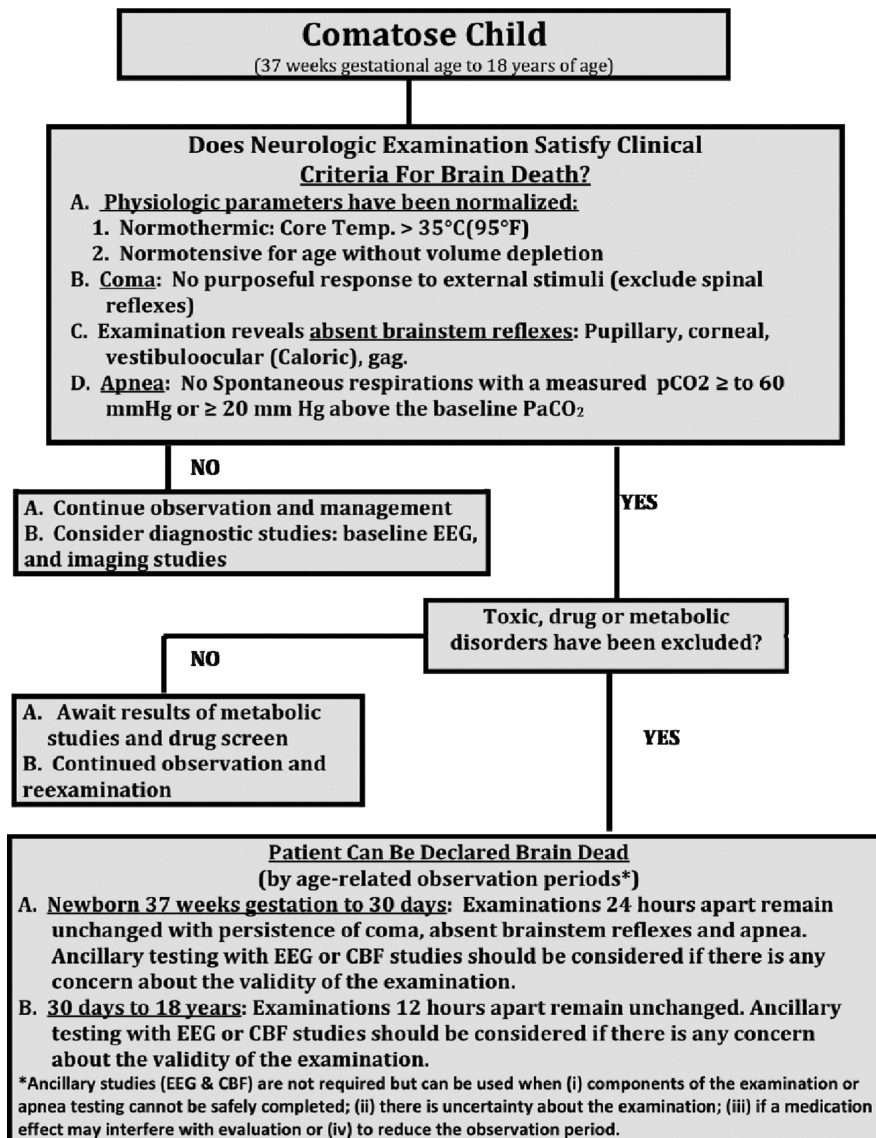 Comatose Child
(37 weeks gestational age to 18 years of age)
Does Neurologic Examination Satisfy Clinical
Criteria For Brain Death?
A. Physiologic parameters have been normalized:
1. Normothermic: Core Temp. > 35°C(95°F)
2. Normotensive for age without volume depletion
B. Coma: No purposeful response to external stimuli (exclude spinal
reflexes)
C. Examination reveals absent brainstem reflexes: Pupillary, corneal,
vestibuloocular (Caloric), gag.
D. Apnea: No Spontaneous respirations with a measured pCO2 ≥ to 60
mmHg or ≥ 20 mm Hg above the baseline PaCO₂
NO
A. Continue observation and management
B. Consider diagnostic studies: baseline EEG,
and imaging studies
YES
Toxic, drug or metabolic
disorders have been excluded?
NO
A. Await results of metabolic
studies and drug screen
B. Continued observation and
reexamination
YES
Patient Can Be Declared Brain Dead
(by age-related observation periods*)
A. Newborn 37 weeks gestation to 30 days: Examinations 24 hours apart remain
unchanged with persistence of coma, absent brainstem reflexes and apnea.
Ancillary testing with EEG or CBF studies should be considered if there is any
concern about the validity of the examination.
B. 30 days to 18 years: Examinations 12 hours apart remain unchanged. Ancillary
testing with EEG or CBF studies should be considered if there is any concern
about the validity of the examination.
*Ancillary studies (EEG & CBF) are not required but can be used when (i) components of the examination or
apnea testing cannot be safely completed; (ii) there is uncertainty about the examination; (iii) if a medication
effect may interfere with evaluation or (iv) to reduce the observation period.